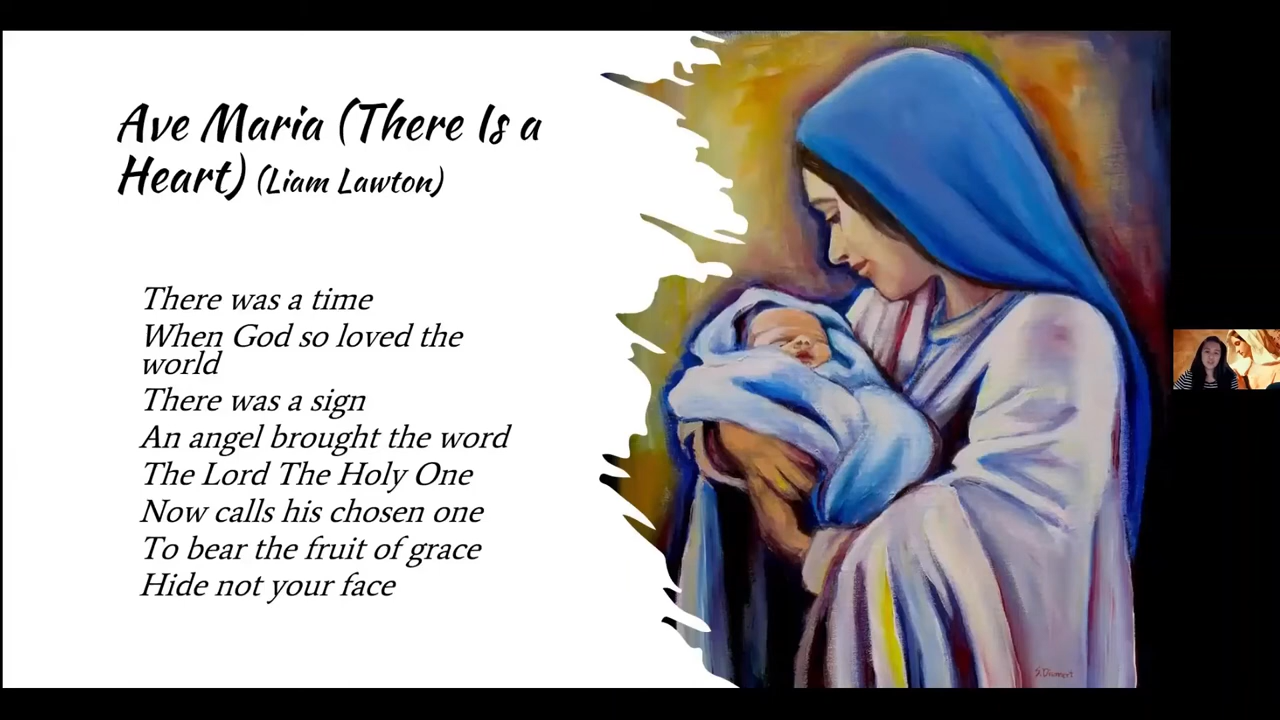 Ave Maria (There Is a
Heart) (Liam Lawton)
There was a time
When God so loved the
world
There was a sign
An angel brought the word
The Lord The Holy One
Now calls his chosen one
To bear the fruit of grace
Hide not your face